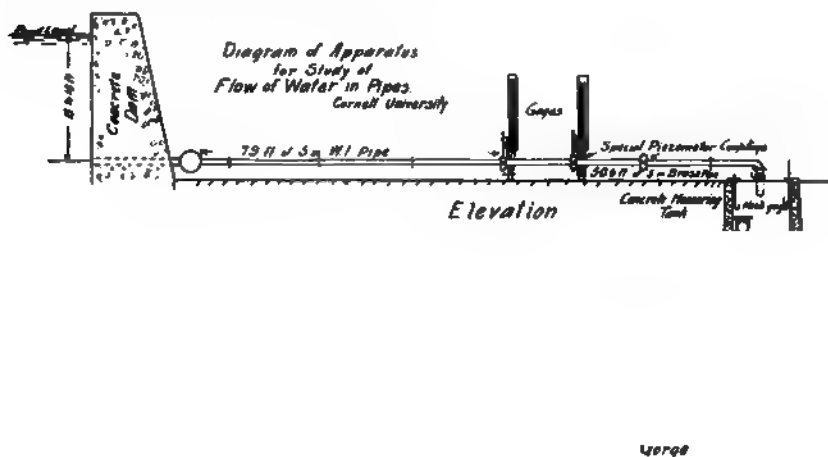 Diagram of Apparatus
for Study of
Flow of Water in Pipes.
Cornell University
Concrete
Dam
Gages
79 ft of 5 in W.I. Pipe
Special Piezometer Couplings
Elevation
Concrete Measuring
Tank
Gorge